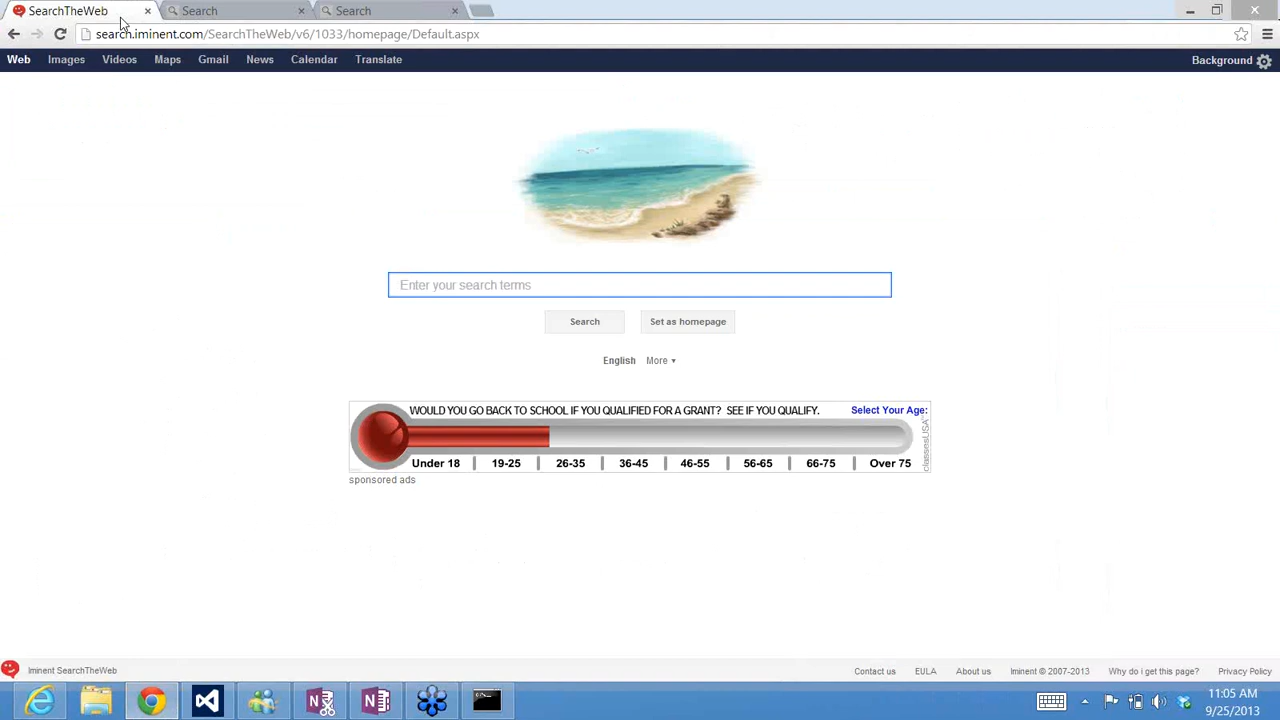 SearchTheWeb
Search
Search
search.iminent.com/SearchTheWeb/v6/1033/homepage/Default.aspx
Web Images Videos Maps Gmail News Calendar Translate
Background
Enter your search terms
Search
Set as homepage
English More
WOULD YOU GO BACK TO SCHOOL IF YOU QUALIFIED FOR A GRANT? SEE IF YOU QUALIFY. Select Your Age:
Under 18 19-25 26-35 36-45 46-55 56-65 66-75 Over 75
classesUSA
sponsored ads
Iminent SearchTheWeb
Contact us EULA About us Iminent © 2007-2013 Why do i get this page? Privacy Policy
11:05 AM
9/25/2013